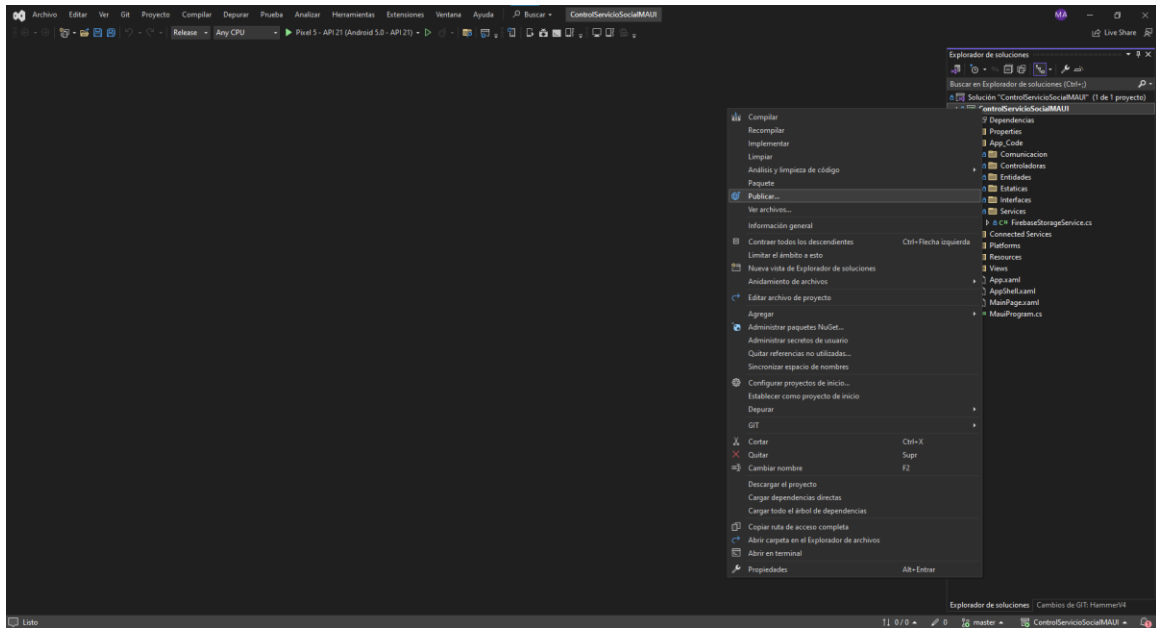 Archivo Editar Ver Git Proyecto Compilar Depurar Prueba Analizar Herramientas Extensiones Ventana Ayuda Buscar ControlServicioSocialMAUI MA
Release Any CPU Pixel 5 - API 21 (Android 5.0 - API 21) Live Share
Explorador de soluciones
Buscar en Explorador de soluciones (Ctrl+;)
Solución "ControlServicioSocialMAUI" (1 de 1 proyecto)
ControlServicioSocialMAUI
Dependencias
Properties
App_Code
Comunicacion
Controladoras
Entidades
Estaticas
Interfaces
Services
C# FirebaseStorageService.cs
Connected Services
Platforms
Resources
Views
App.xaml
AppShell.xaml
MainPage.xaml
MauiProgram.cs
Compilar
Recompilar
Implementar
Limpiar
Análisis y limpieza de código
Paquete
Publicar...
Ver archivos...
Información general
Contraer todos los descendientes Ctrl+Flecha izquierda
Limitar el ámbito a esto
Nueva vista de Explorador de soluciones
Anidamiento de archivos
Editar archivo de proyecto
Agregar
Administrar paquetes NuGet...
Administrar secretos de usuario
Quitar referencias no utilizadas...
Sincronizar espacio de nombres
Configurar proyectos de inicio...
Establecer como proyecto de inicio
Depurar
GIT
Cortar Ctrl+X
Quitar Supr
Cambiar nombre F2
Descargar el proyecto
Cargar dependencias directas
Cargar todo el árbol de dependencias
Copiar ruta de acceso completa
Abrir carpeta en el Explorador de archivos
Abrir en terminal
Propiedades Alt+Entrar
Explorador de soluciones Cambios de GIT: HammerV4
Listo 0/0 0 master ControlServicioSocialMAUI